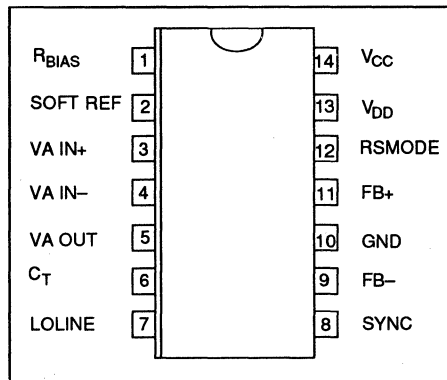 RBIAS 1 14 VCC
SOFT REF 2 13 VDD
VA IN+ 3 12 RSMODE
VA IN– 4 11 FB+
VA OUT 5 10 GND
CT 6 9 FB–
LOLINE 7 8 SYNC